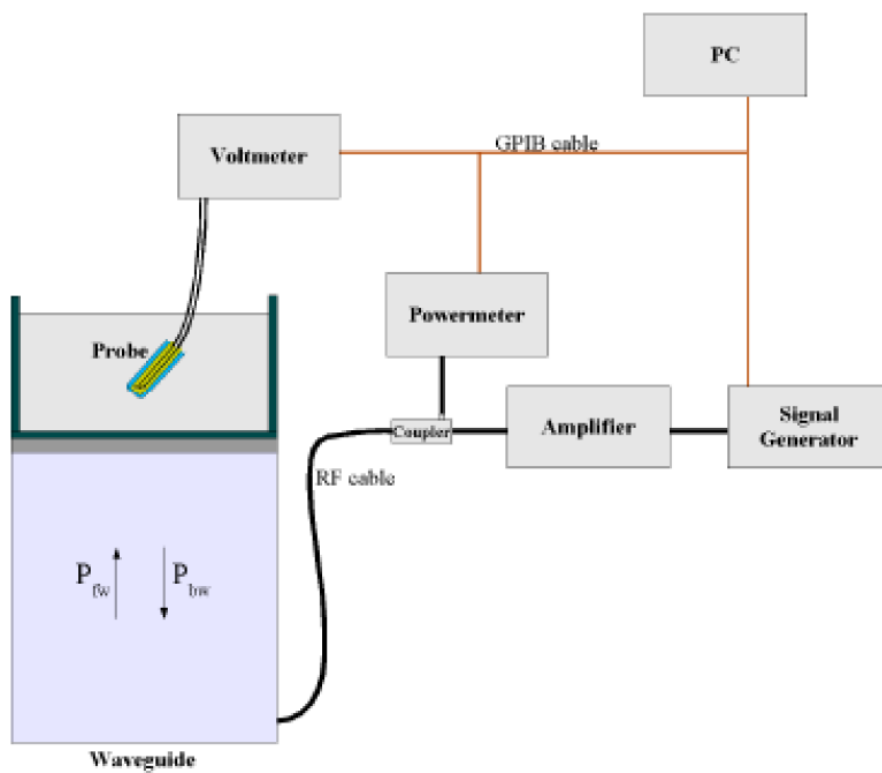 PC
Voltmeter
GPIB cable
Powermeter
Probe
Coupler
Amplifier
Signal
Generator
RF cable
P fw
P bw
Waveguide